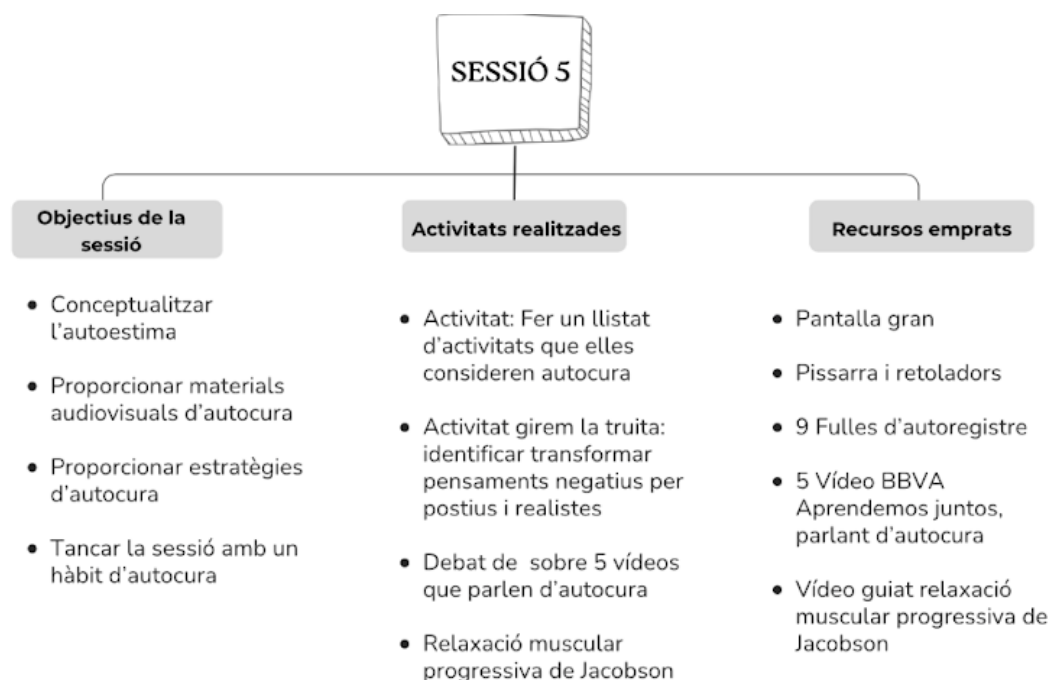 SESSIÓ 5
Objectius de la
sessió
• Conceptualitzar
l'autoestima
• Proporcionar materials
audiovisuals d'autocura
• Proporcionar estratègies
d'autocura
• Tancar la sessió amb un
hàbit d'autocura
Activitats realitzades
• Activitat: Fer un llistat
d'activitats que elles
consideren autocura
• Activitat girem la truita:
identificar transformar
pensaments negatius per
postius i realistes
• Debat de sobre 5 vídeos
que parlen d'autocura
• Relaxació muscular
progressiva de Jacobson
Recursos emprats
• Pantalla gran
• Pissarra i retoladors
• 9 Fulles d'autoregistre
• 5 Vídeo BBVA
Aprendemos juntos,
parlant d'autocura
• Vídeo guiat relaxació
muscular progressiva de
Jacobson